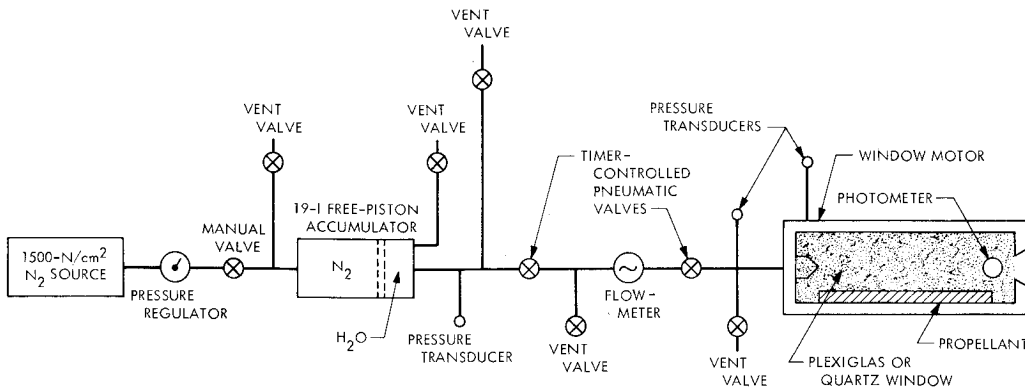 VENT
VALVE
VENT
VALVE
VENT
VALVE
PRESSURE
TRANSDUCERS
TIMER-
CONTROLLED
PNEUMATIC
VALVES
WINDOW MOTOR
PHOTOMETER
19-l FREE-PISTON
ACCUMULATOR
MANUAL
VALVE
1500-N/cm²
N₂ SOURCE
N₂
PRESSURE
REGULATOR
H₂O
PRESSURE
TRANSDUCER
FLOW-
METER
VENT
VALVE
VENT
VALVE
PROPELLANT
PLEXIGLAS OR
QUARTZ WINDOW